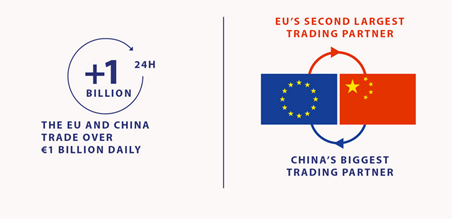 +1
24H
BILLION
THE EU AND CHINA
TRADE OVER
€1 BILLION DAILY
EU'S SECOND LARGEST
TRADING PARTNER
CHINA'S BIGGEST
TRADING PARTNER